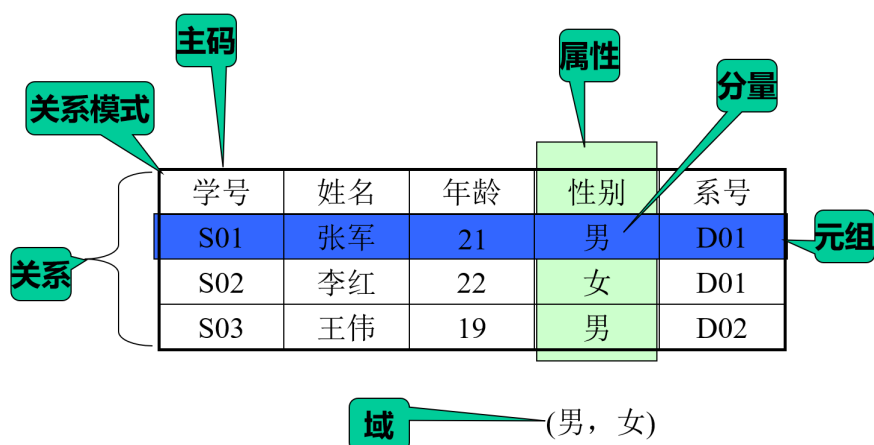 主码
属性
分量
关系模式
学号 姓名 年龄 性别 系号
S01 张军 21 男 D01
元组
关系
S02 李红 22 女 D01
S03 王伟 19 男 D02
域
(男，女)